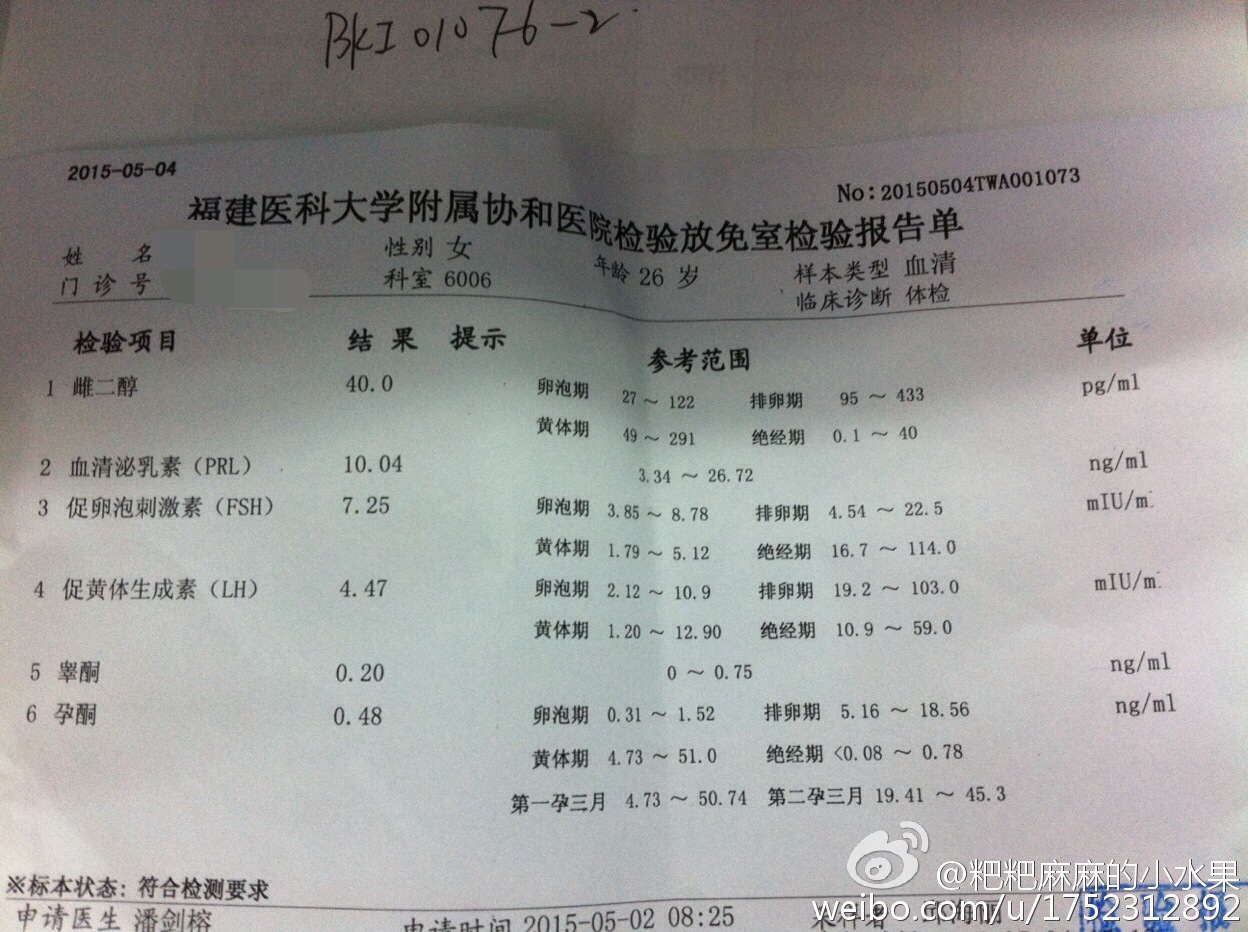 BKI01076-2
2015-05-04
No:20150504TWA001073
福建医科大学附属协和医院检验放免室检验报告单
姓 名 性别 女 年龄 26 岁 样本类型 血清
门 诊 号 科室 6006 临床诊断 体检
检验项目 结 果 提示 参考范围 单位
1 雌二醇 40.0 卵泡期 27 ~ 122 排卵期 95 ~ 433 pg/ml
黄体期 49 ~ 291 绝经期 0.1 ~ 40
2 血清泌乳素(PRL) 10.04 3.34 ~ 26.72 ng/ml
3 促卵泡刺激素(FSH) 7.25 卵泡期 3.85 ~ 8.78 排卵期 4.54 ~ 22.5 mIU/m
黄体期 1.79 ~ 5.12 绝经期 16.7 ~ 114.0
4 促黄体生成素(LH) 4.47 卵泡期 2.12 ~ 10.9 排卵期 19.2 ~ 103.0 mIU/m
黄体期 1.20 ~ 12.90 绝经期 10.9 ~ 59.0
5 睾酮 0.20 0 ~ 0.75 ng/ml
6 孕酮 0.48 卵泡期 0.31 ~ 1.52 排卵期 5.16 ~ 18.56 ng/ml
黄体期 4.73 ~ 51.0 绝经期 <0.08 ~ 0.78
第一孕三月 4.73 ~ 50.74 第二孕三月 19.41 ~ 45.3
※标本状态: 符合检测要求
申请医生 潘剑榕 申请时间 2015-05-02 08:25
@粑粑麻麻的小水果
weibo.com/u/1752312892